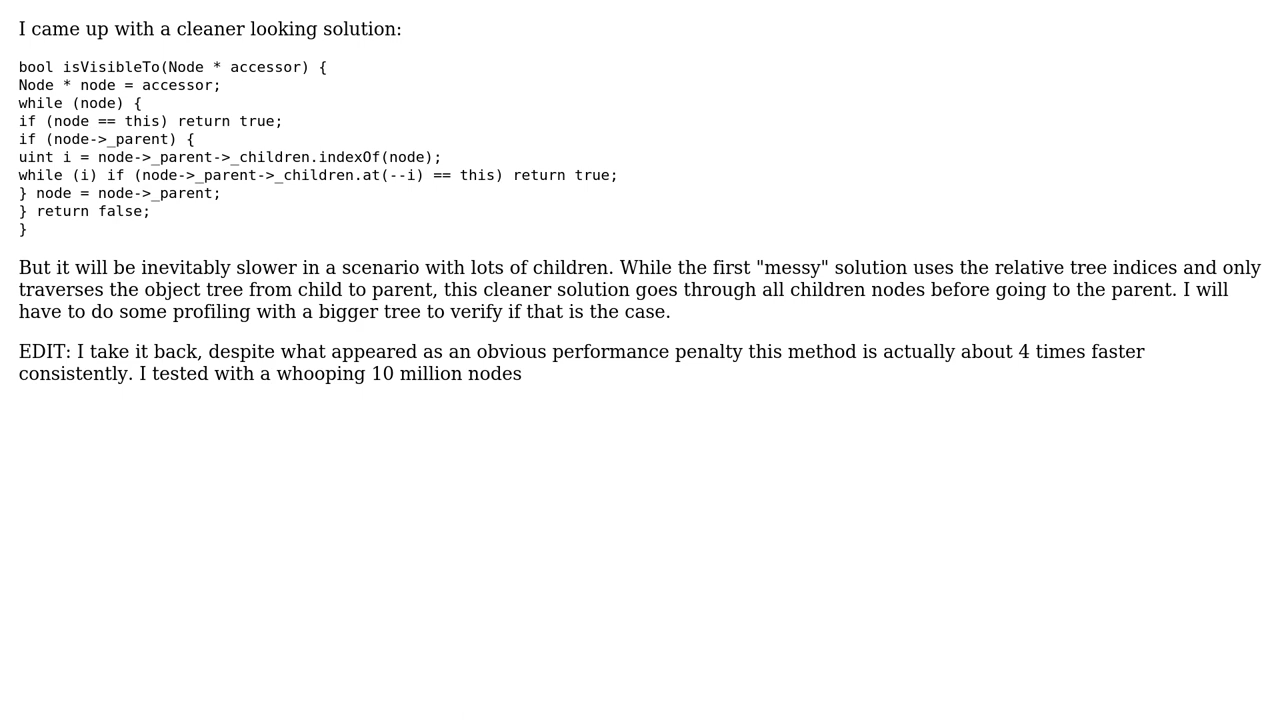 I came up with a cleaner looking solution:
bool isVisibleTo(Node * accessor) {
Node * node = accessor;
while (node) {
if (node == this) return true;
if (node->_parent) {
uint i = node->_parent->_children.indexOf(node);
while (i) if (node->_parent->_children.at(--i) == this) return true;
} node = node->_parent;
} return false;
}
But it will be inevitably slower in a scenario with lots of children. While the first "messy" solution uses the relative tree indices and only
traverses the object tree from child to parent, this cleaner solution goes through all children nodes before going to the parent. I will
have to do some profiling with a bigger tree to verify if that is the case.
EDIT: I take it back, despite what appeared as an obvious performance penalty this method is actually about 4 times faster
consistently. I tested with a whooping 10 million nodes